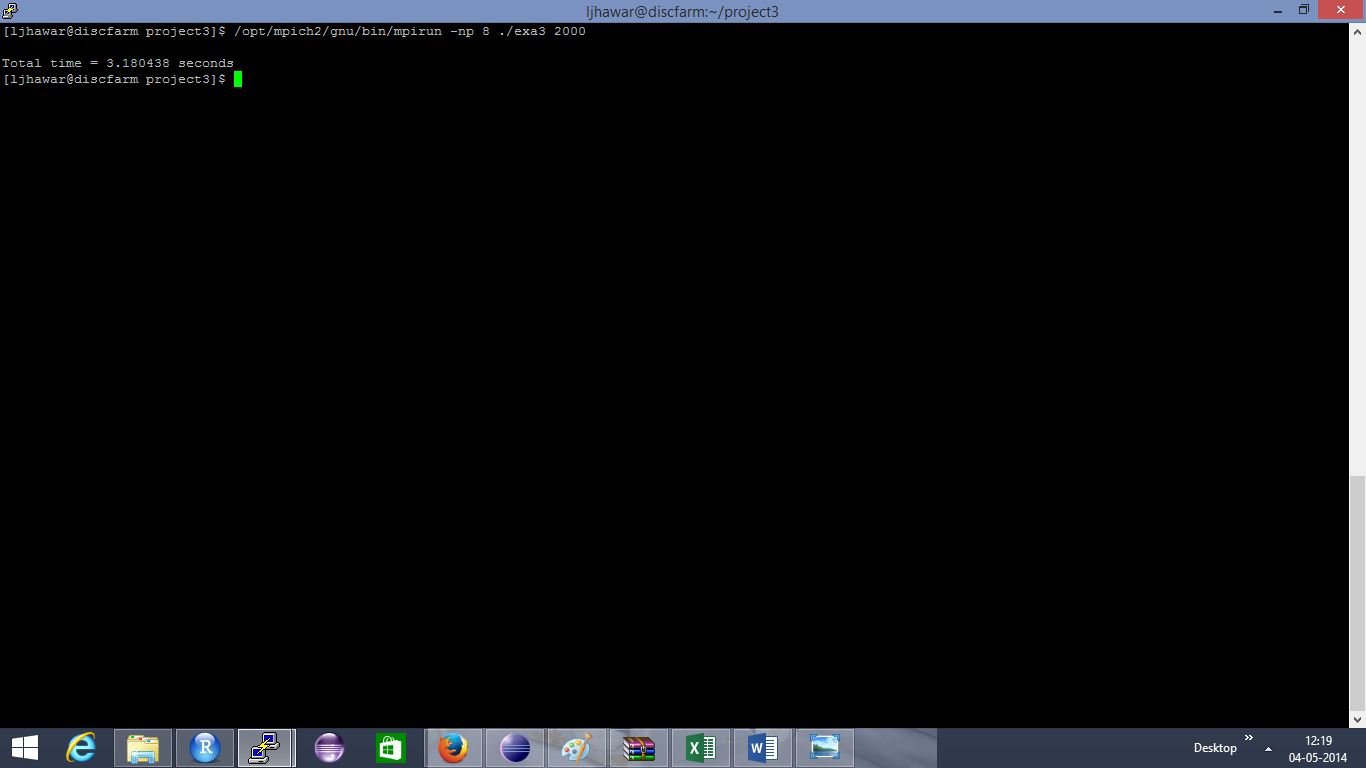 ljhawar@discfarm:~/project3
[ljhawar@discfarm project3]$ /opt/mpich2/gnu/bin/mpirun -np 8 ./exa3 2000
Total time = 3.180438 seconds
[ljhawar@discfarm project3]$
Desktop
12:19
04-05-2014